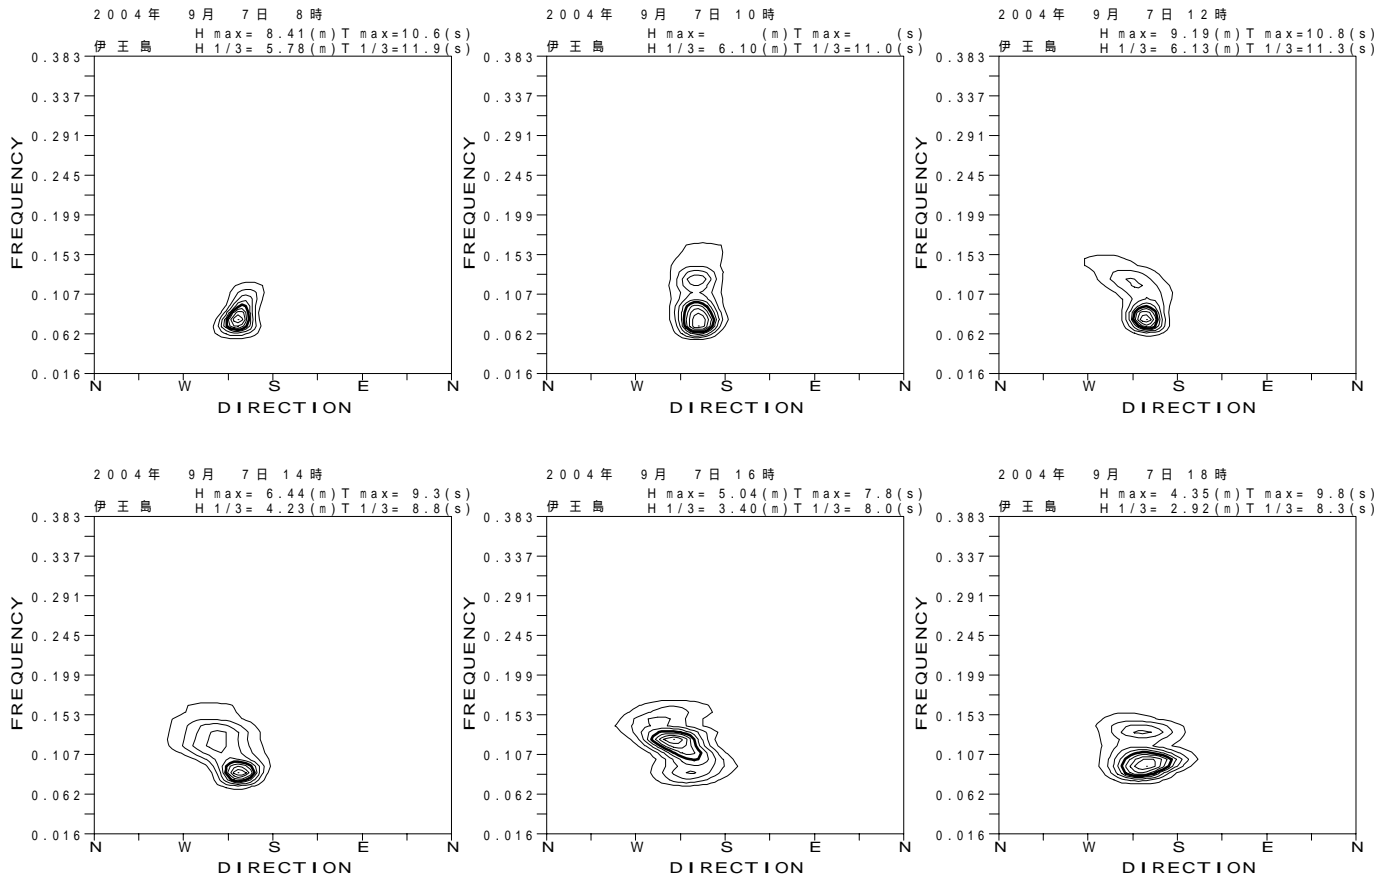 2004年 9月 7日 8時
H max= 8.41(m)T max=10.6(s)
伊王島 H 1/3= 5.78(m)T 1/3=11.9(s)
0.383
0.337
0.291
0.245
0.199
0.153
0.107
0.062
0.016
FREQUENCY
N W S E N
DIRECTION
2004年 9月 7日 10時
H max= (m)T max= (s)
伊王島 H 1/3= 6.10(m)T 1/3=11.0(s)
0.383
0.337
0.291
0.245
0.199
0.153
0.107
0.062
0.016
FREQUENCY
N W S E N
DIRECTION
2004年 9月 7日 12時
H max= 9.19(m)T max=10.8(s)
伊王島 H 1/3= 6.13(m)T 1/3=11.3(s)
0.383
0.337
0.291
0.245
0.199
0.153
0.107
0.062
0.016
FREQUENCY
N W S E N
DIRECTION
2004年 9月 7日 14時
H max= 6.44(m)T max= 9.3(s)
伊王島 H 1/3= 4.23(m)T 1/3= 8.8(s)
0.383
0.337
0.291
0.245
0.199
0.153
0.107
0.062
0.016
FREQUENCY
N W S E N
DIRECTION
2004年 9月 7日 16時
H max= 5.04(m)T max= 7.8(s)
伊王島 H 1/3= 3.40(m)T 1/3= 8.0(s)
0.383
0.337
0.291
0.245
0.199
0.153
0.107
0.062
0.016
FREQUENCY
N W S E N
DIRECTION
2004年 9月 7日 18時
H max= 4.35(m)T max= 9.8(s)
伊王島 H 1/3= 2.92(m)T 1/3= 8.3(s)
0.383
0.337
0.291
0.245
0.199
0.153
0.107
0.062
0.016
FREQUENCY
N W S E N
DIRECTION